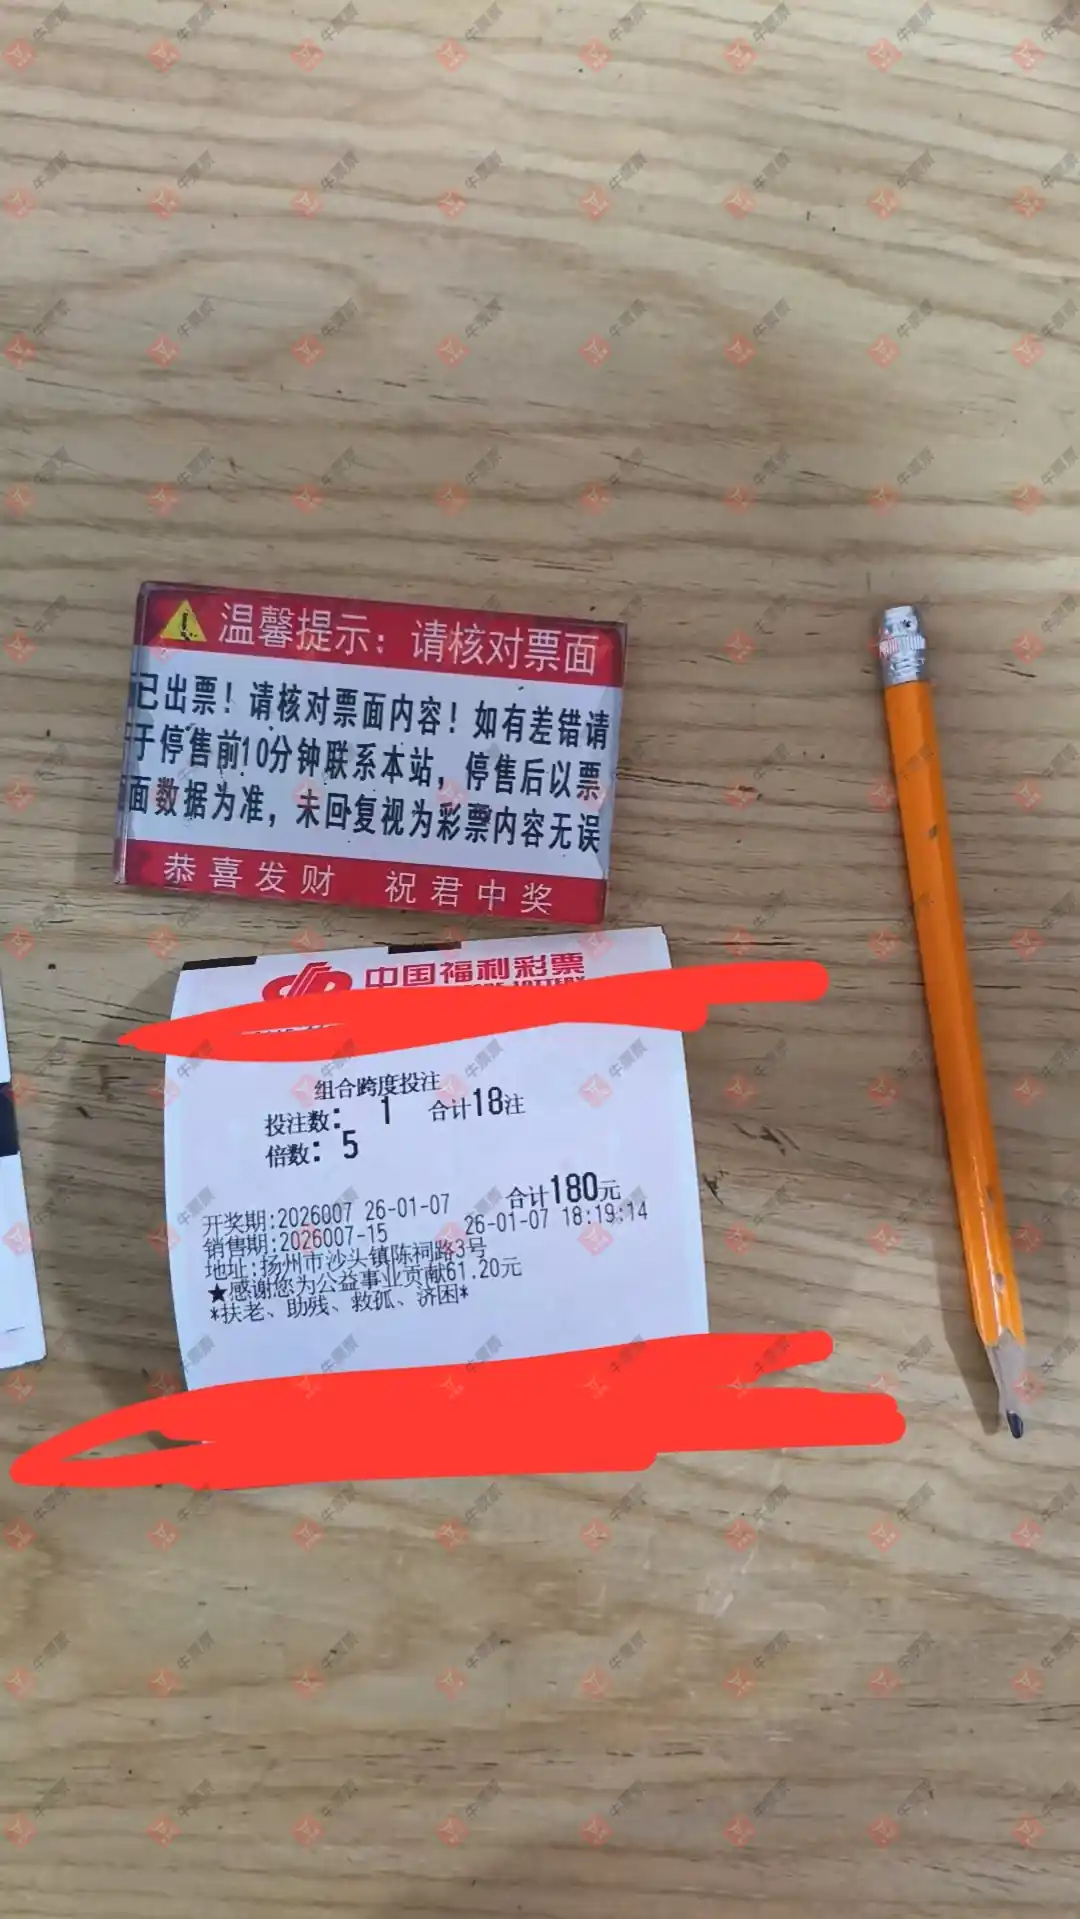 温馨提示：请核对票面
已出票！请核对票面内容！如有差错请
于停售前10分钟联系本站，停售后以票
面数据为准，未回复视为彩票内容无误
恭喜发财 祝君中奖
中国福利彩票
组合跨度投注
投注数： 1 合计18注
倍数： 5
合计180元
开奖期:2026007 26-01-07
销售期:2026007-15 26-01-07 18:19:14
地址:扬州市沙头镇陈祠路3号
★感谢您为公益事业贡献61.20元
*扶老、助残、救孤、济困*
牛票票